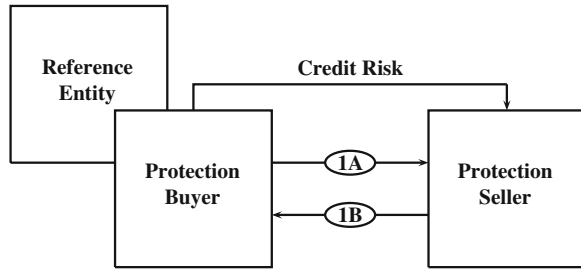 Reference
Entity
Credit Risk
Protection
Buyer
1A
1B
Protection
Seller